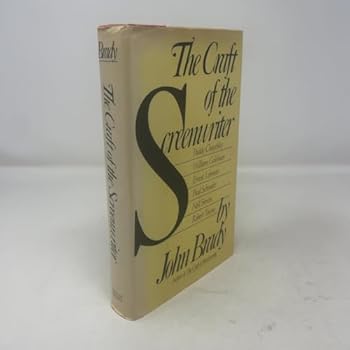 Brady
The Craft of the Screenwriter
The Craft
of the
Screenwriter
Paddy Chayefsky
William Goldman
Ernest Lehman
Paul Schrader
Neil Simon
Robert Towne
by
John Brady